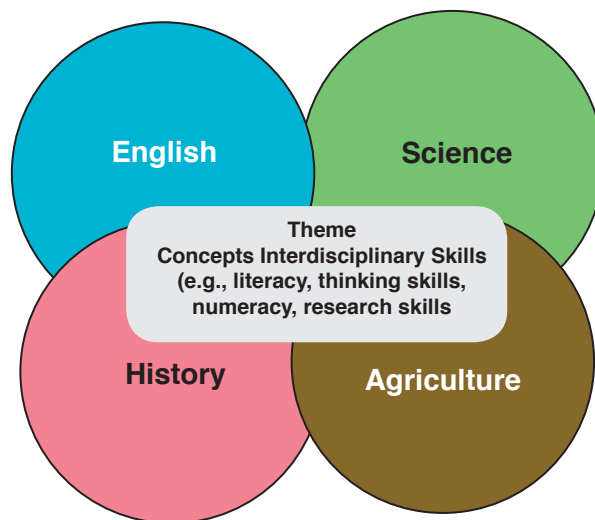 English
Science
Theme
Concepts Interdisciplinary Skills
(e.g., literacy, thinking skills,
numeracy, research skills
History
Agriculture